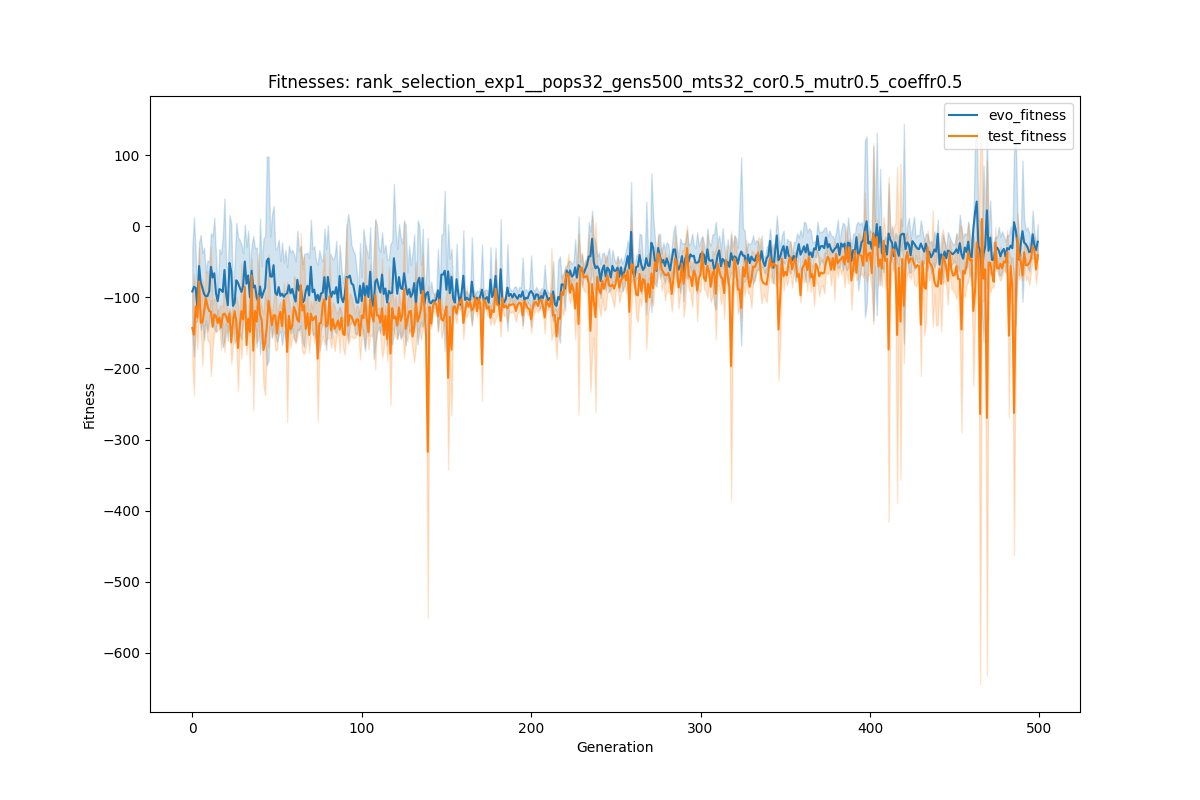 Fitnesses: rank_selection_exp1__pops32_gens500_mts32_cor0.5_mutr0.5_coeffr0.5
evo_fitness
test_fitness
100
0
−100
−200
−300
−400
−500
−600
Fitness
0 100 200 300 400 500
Generation